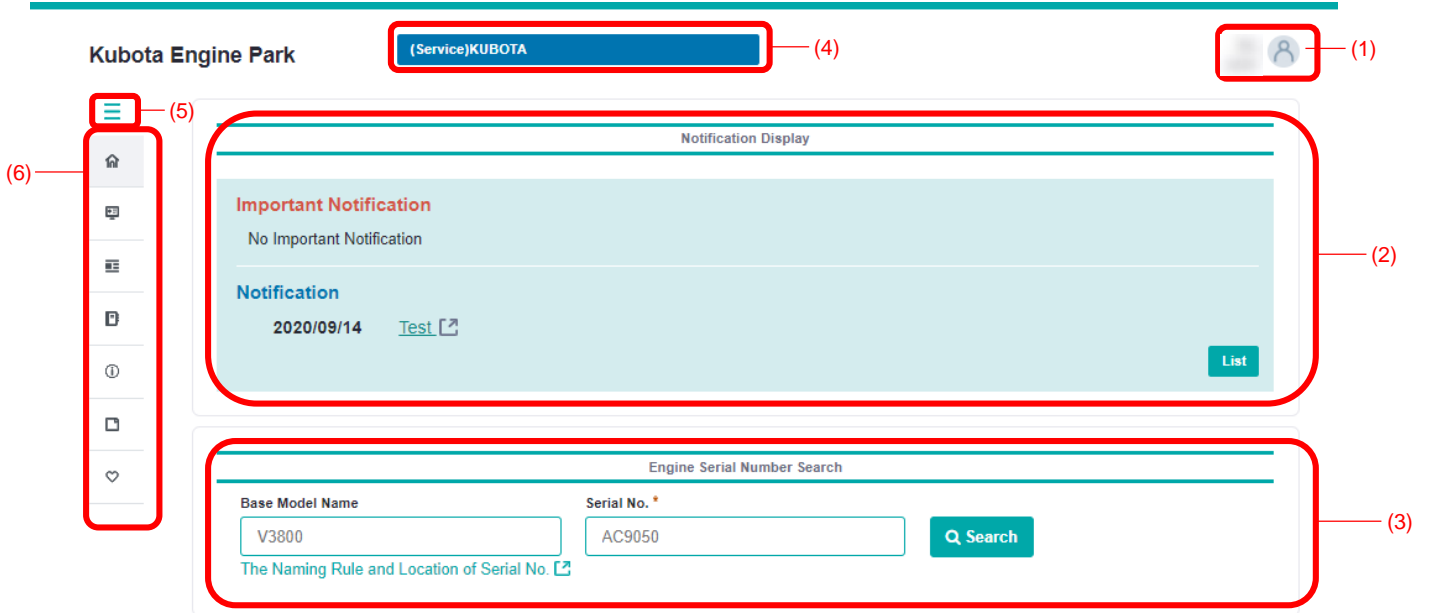 Kubota Engine Park
(Service)KUBOTA
(4)
(1)
(5)
(6)
Notification Display
Important Notification
No Important Notification
(2)
Notification
2020/09/14 Test
List
Engine Serial Number Search
Base Model Name Serial No. *
V3800 AC9050 Search
(3)
The Naming Rule and Location of Serial No.